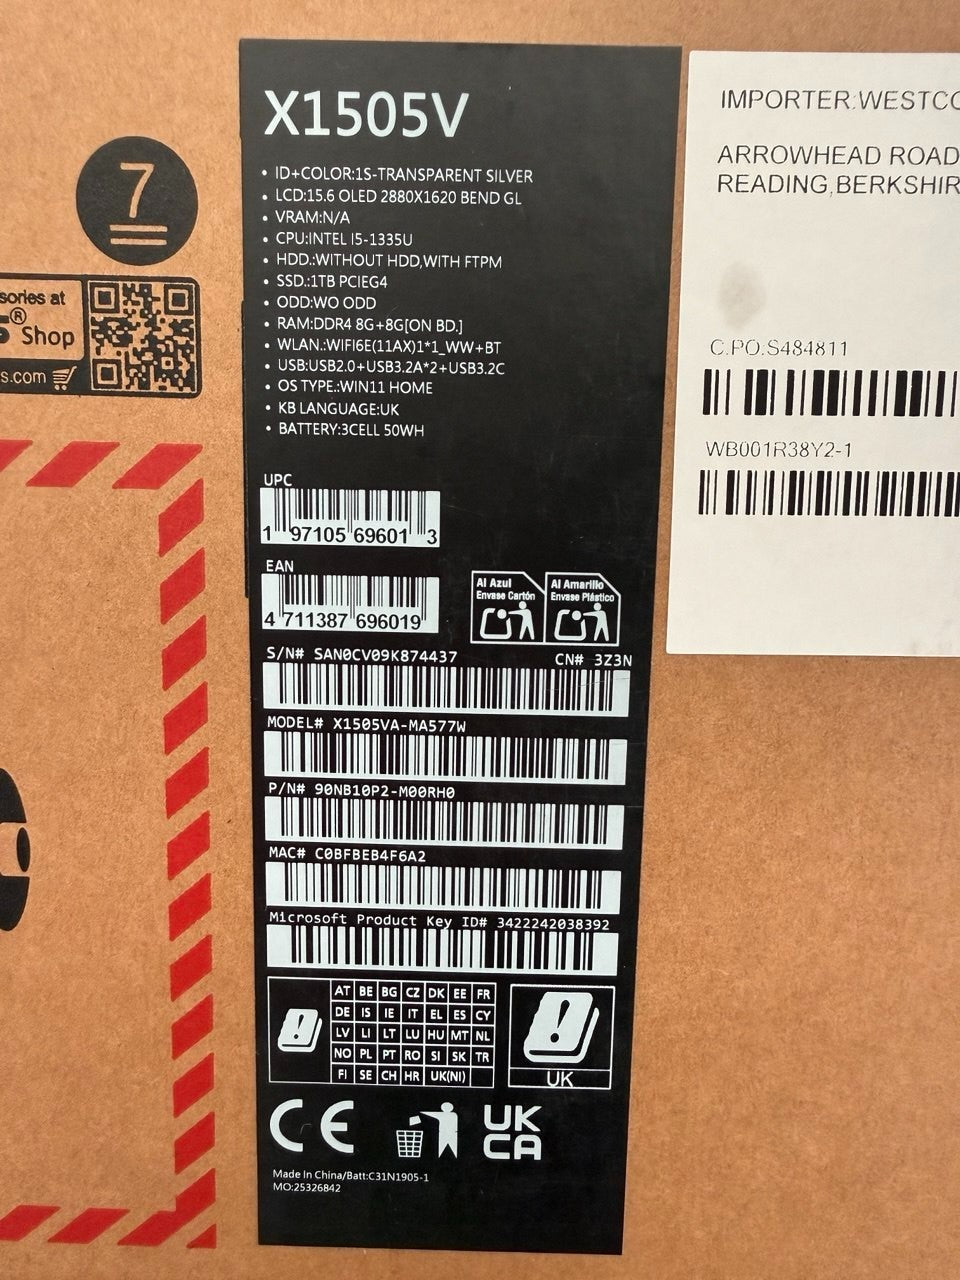 X1505V
• ID+COLOR:1S-TRANSPARENT SILVER
• LCD:15.6 OLED 2880X1620 BEND GL
• VRAM:N/A
• CPU:INTEL I5-1335U
• HDD.:WITHOUT HDD,WITH FTPM
• SSD.:1TB PCIEG4
• ODD:WO ODD
• RAM:DDR4 8G+8G[ON BD.]
• WLAN.:WIFI6E(11AX)1*1_WW+BT
• USB:USB2.0+USB3.2A*2+USB3.2C
• OS TYPE.:WIN11 HOME
• KB LANGUAGE:UK
• BATTERY:3CELL 50WH
UPC
1 97105 69601 3
EAN
4 711387 696019
Al Azul
Envase Cartón
Al Amarillo
Envase Plástico
S/N# SAN0CV09K874437 CN# 3Z3N
MODEL# X1505VA-MA577W
P/N# 90NB10P2-M00RH0
MAC# C0BFBEB4F6A2
Microsoft Product Key ID# 3422242038392
AT BE BG CZ DK EE FR
DE IS IE IT EL ES CY
LV LI LT LU HU MT NL
NO PL PT RO SI SK TR
FI SE CH HR UK(NI)
UK
CE
UK
CA
Made In China/Batt:C31N1905-1
MO:25326842
7
sories at
® Shop
s.com
IMPORTER:WESTCO
ARROWHEAD ROAD
READING,BERKSHIR
C.PO.S484811
WB001R38Y2-1